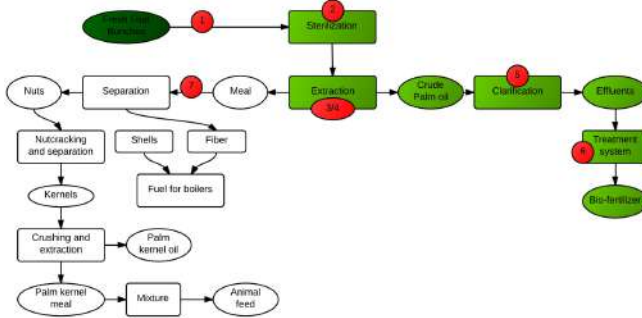 Fresh Fruit
Bunches
1
2
Sterilization
Nuts
Separation
7
Meal
Extraction
3/4
Crude
Palm oil
5
Clarification
Effluents
Nutcracking
and separation
Shells
Fiber
Treatment
system
6
Fuel for boilers
Kernels
Bio-fertilizer
Crushing and
extraction
Palm
kernel oil
Palm kernel
meal
Mixture
Animal
feed